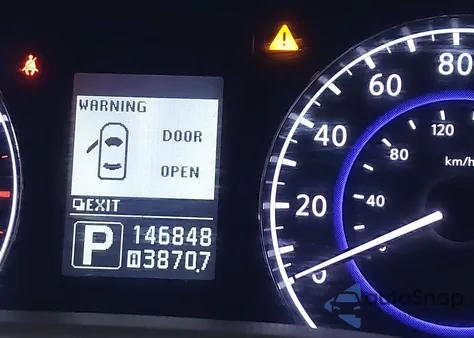 WARNING
DOOR
OPEN
EXIT
P
146848
3870.7
0
20
40
60
80
40
80
120
km/h
autoSnap